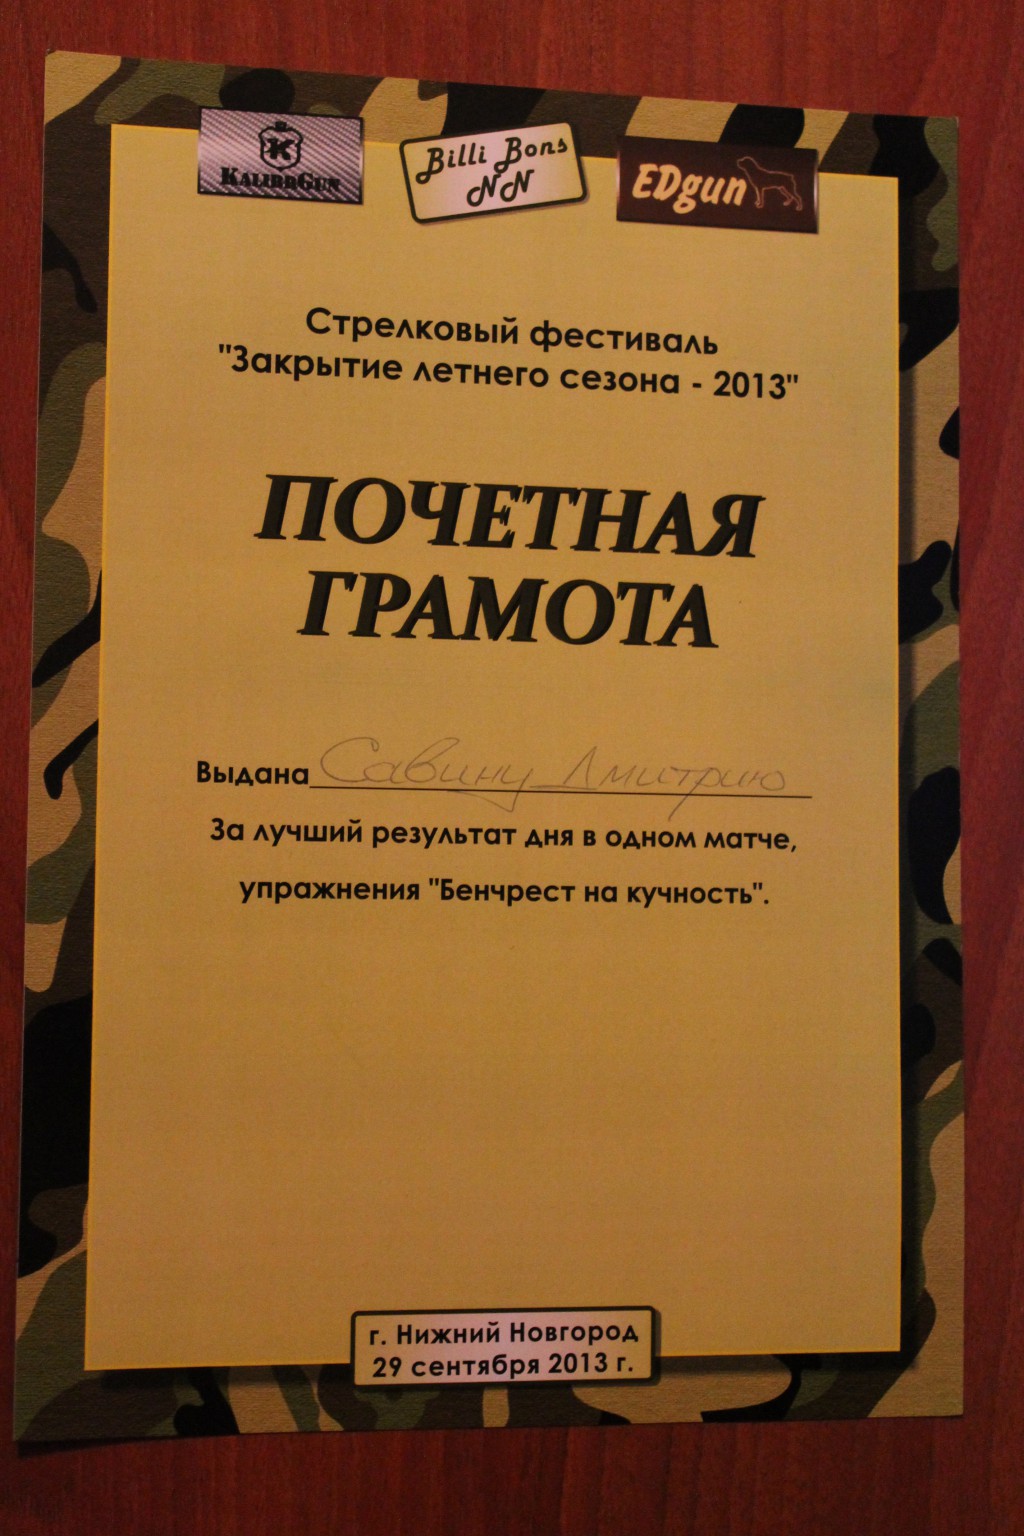 K
KALIBRGUN
Billi Bons
NN
EDgun
Стрелковый фестиваль
"Закрытие летнего сезона - 2013"
ПОЧЕТНАЯ
ГРАМОТА
Выдана Савину Дмитрию
За лучший результат дня в одном матче,
упражнения "Бенчрест на кучность".
г. Нижний Новгород
29 сентября 2013 г.